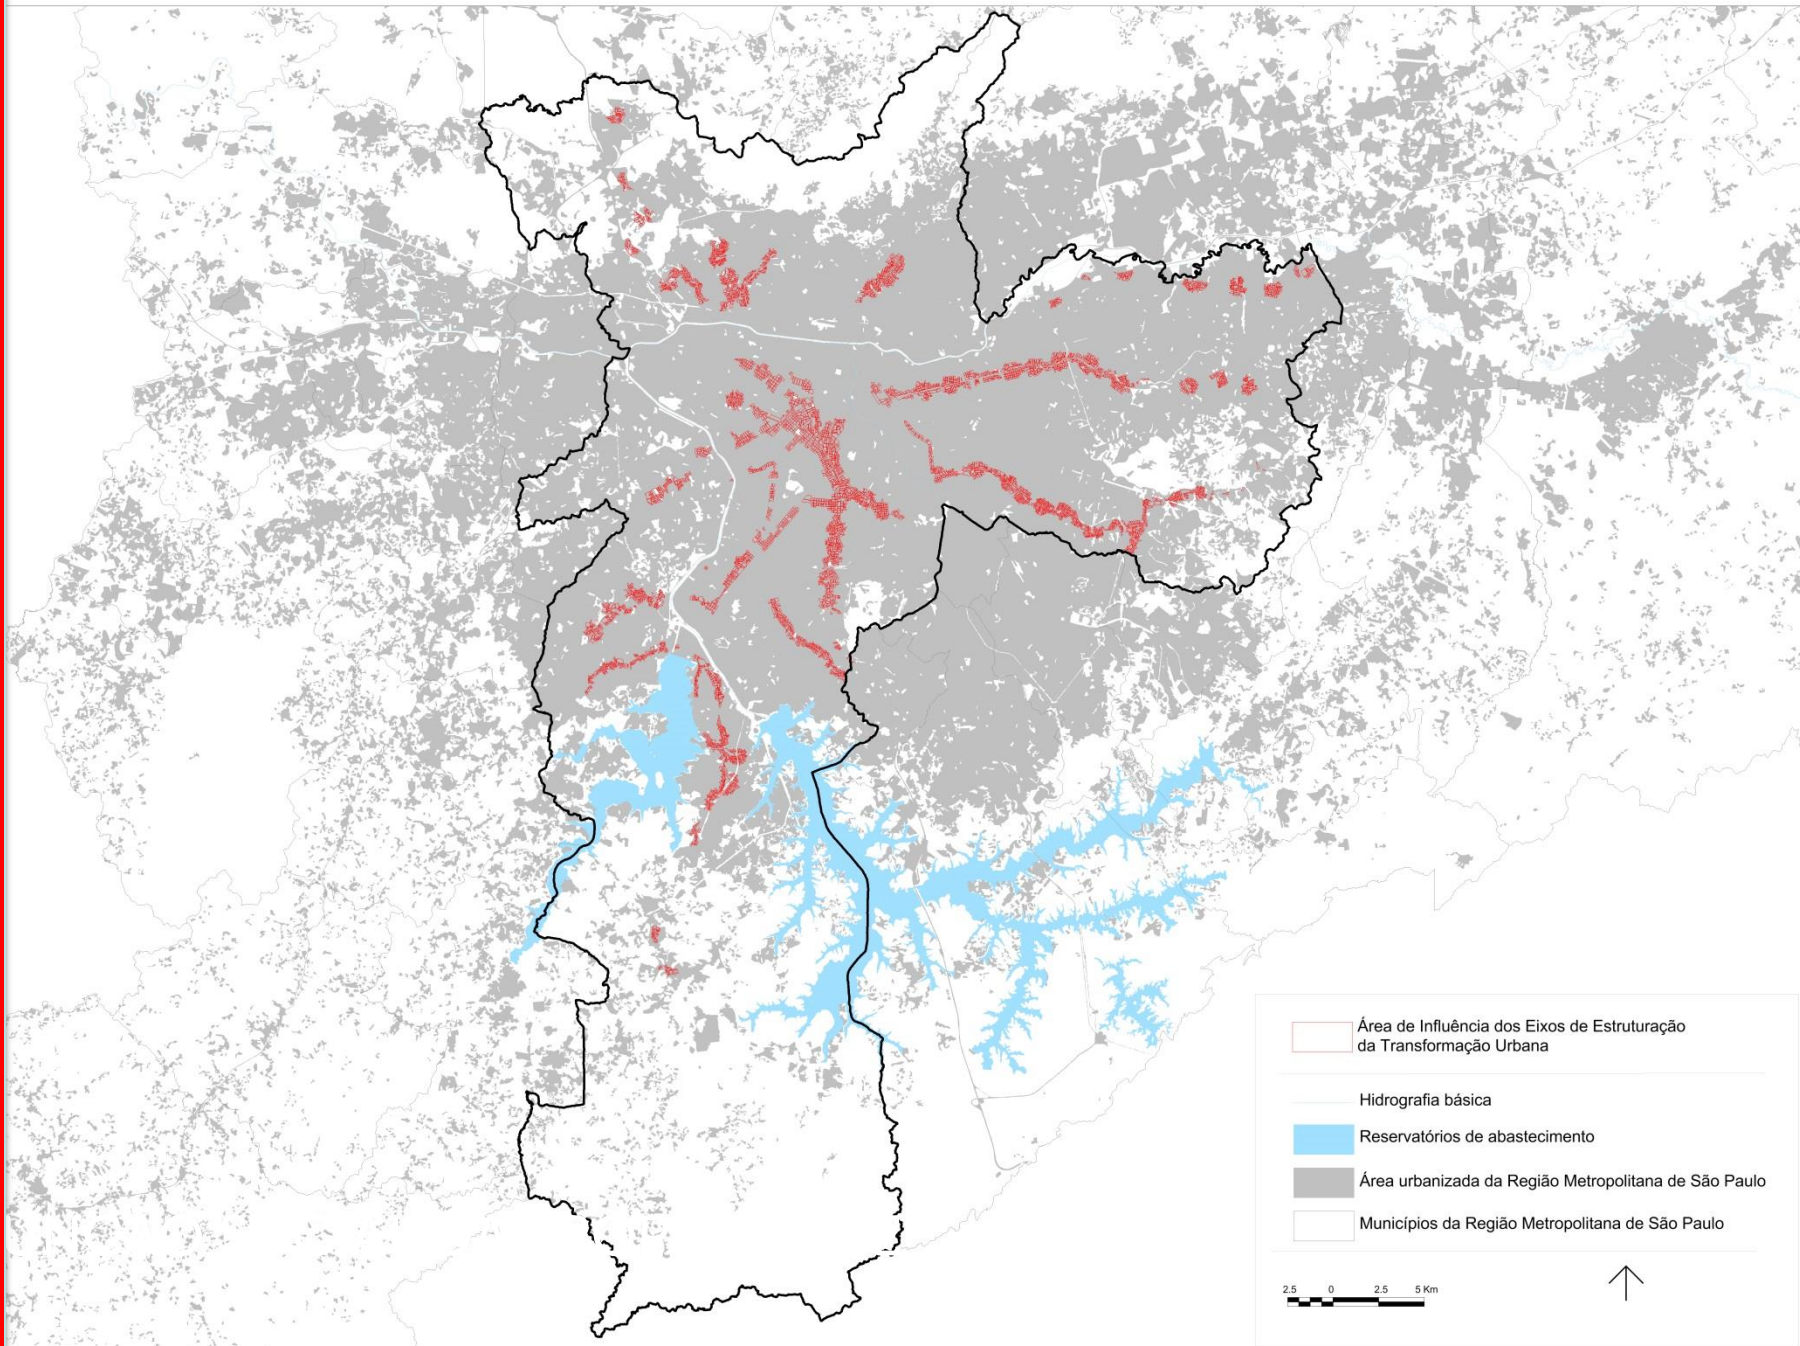 Área de Influência dos Eixos de Estruturação
da Transformação Urbana
Hidrografia básica
Reservatórios de abastecimento
Área urbanizada da Região Metropolitana de São Paulo
Municípios da Região Metropolitana de São Paulo
2.5 0 2.5 5 Km